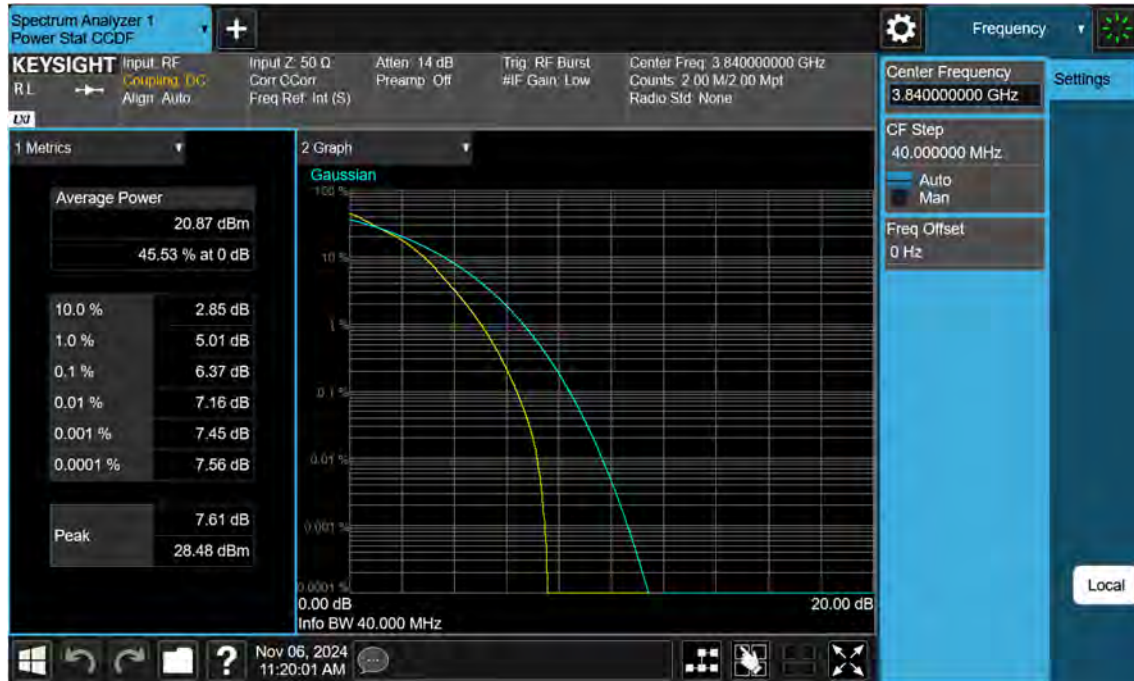 Spectrum Analyzer 1
Power Stat CCDF
+
Frequency
KEYSIGHT
RL
LXI
Input: RF
Coupling: DC
Align: Auto
Input Z: 50 Ω
Corr CCorr
Freq Ref: Int (S)
Atten: 14 dB
Preamp: Off
Trig: RF Burst
#IF Gain: Low
Center Freq: 3.840000000 GHz
Counts: 2.00 M/2.00 Mpt
Radio Std: None
Center Frequency
3.840000000 GHz
Settings
CF Step
40.000000 MHz
Auto
Man
Freq Offset
0 Hz
Local
1 Metrics
Average Power
20.87 dBm
45.53 % at 0 dB
10.0 % 2.85 dB
1.0 % 5.01 dB
0.1 % 6.37 dB
0.01 % 7.16 dB
0.001 % 7.45 dB
0.0001 % 7.56 dB
Peak
7.61 dB
28.48 dBm
2 Graph
Gaussian
100 %
10 %
1 %
0.1 %
0.01 %
0.001 %
0.0001 %
0.00 dB 20.00 dB
Info BW 40.000 MHz
?
Nov 06, 2024
11:20:01 AM